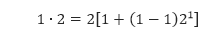 1 · 2 = 2[1 + (1 − 1)2¹]